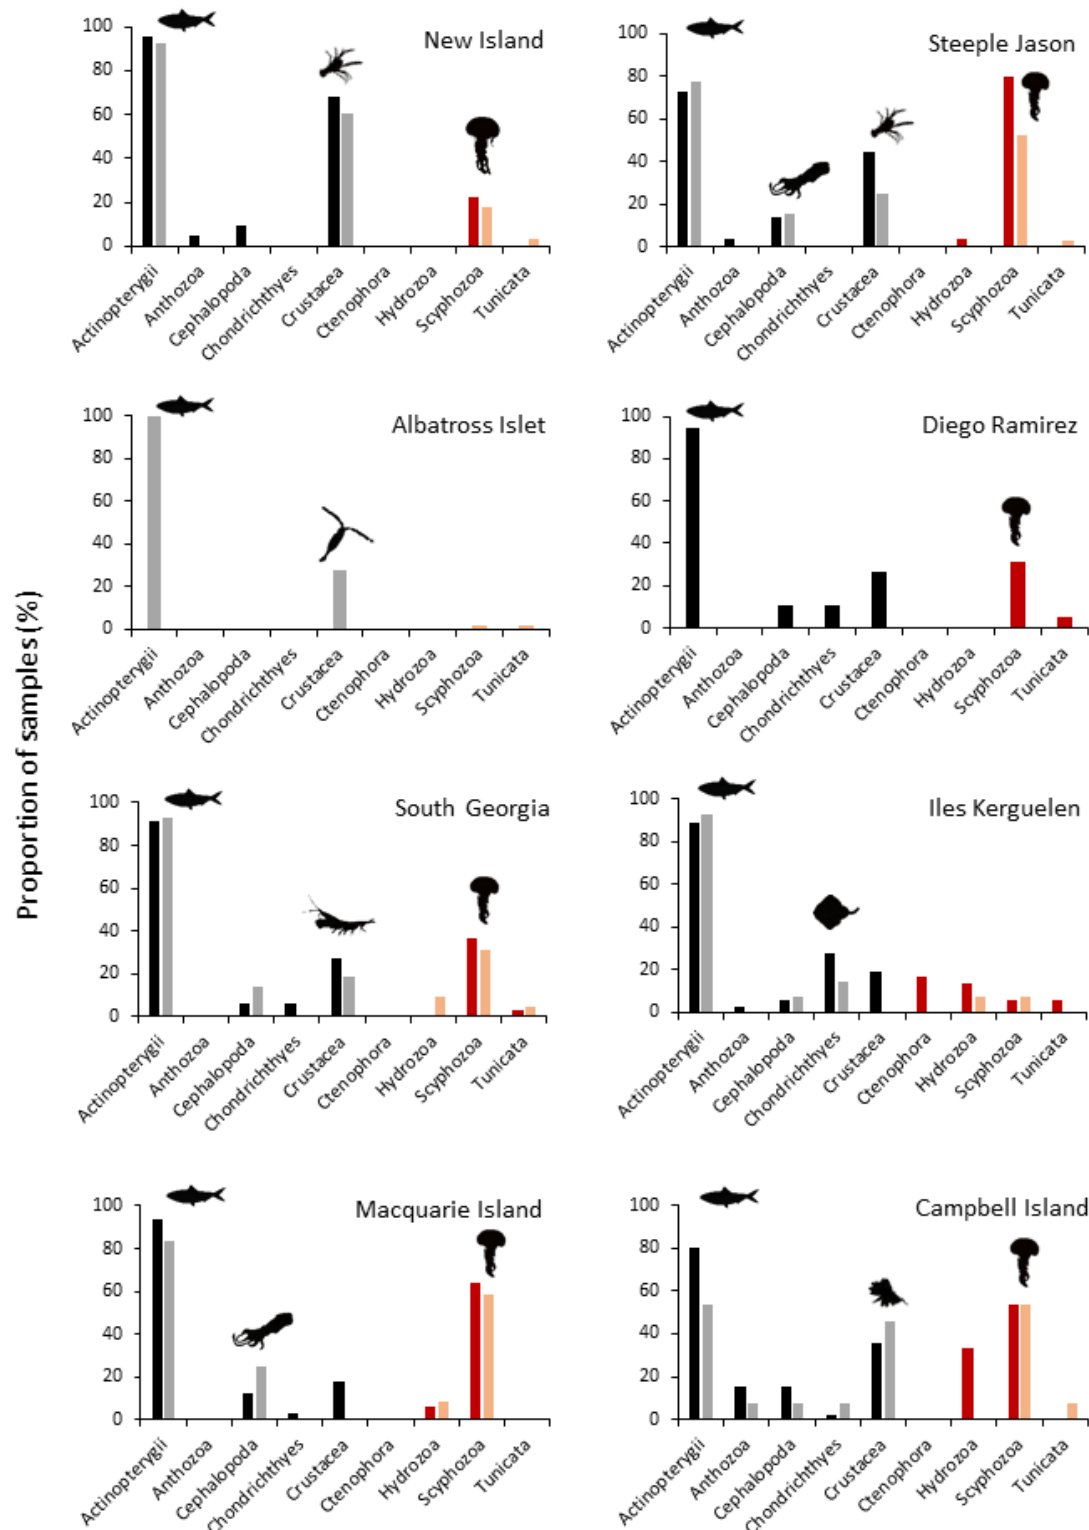 Proportion of samples (%)
New Island
100
80
60
40
20
0
Actinopterygii
Anthozoa
Cephalopoda
Chondrichthyes
Crustacea
Ctenophora
Hydrozoa
Scyphozoa
Tunicata
Steeple Jason
100
80
60
40
20
0
Actinopterygii
Anthozoa
Cephalopoda
Chondrichthyes
Crustacea
Ctenophora
Hydrozoa
Scyphozoa
Tunicata
Albatross Islet
100
80
60
40
20
0
Actinopterygii
Anthozoa
Cephalopoda
Chondrichthyes
Crustacea
Ctenophora
Hydrozoa
Scyphozoa
Tunicata
Diego Ramirez
100
80
60
40
20
0
Actinopterygii
Anthozoa
Cephalopoda
Chondrichthyes
Crustacea
Ctenophora
Hydrozoa
Scyphozoa
Tunicata
South Georgia
100
80
60
40
20
0
Actinopterygii
Anthozoa
Cephalopoda
Chondrichthyes
Crustacea
Ctenophora
Hydrozoa
Scyphozoa
Tunicata
Iles Kerguelen
100
80
60
40
20
0
Actinopterygii
Anthozoa
Cephalopoda
Chondrichthyes
Crustacea
Ctenophora
Hydrozoa
Scyphozoa
Tunicata
Macquarie Island
100
80
60
40
20
0
Actinopterygii
Anthozoa
Cephalopoda
Chondrichthyes
Crustacea
Ctenophora
Hydrozoa
Scyphozoa
Tunicata
Campbell Island
100
80
60
40
20
0
Actinopterygii
Anthozoa
Cephalopoda
Chondrichthyes
Crustacea
Ctenophora
Hydrozoa
Scyphozoa
Tunicata